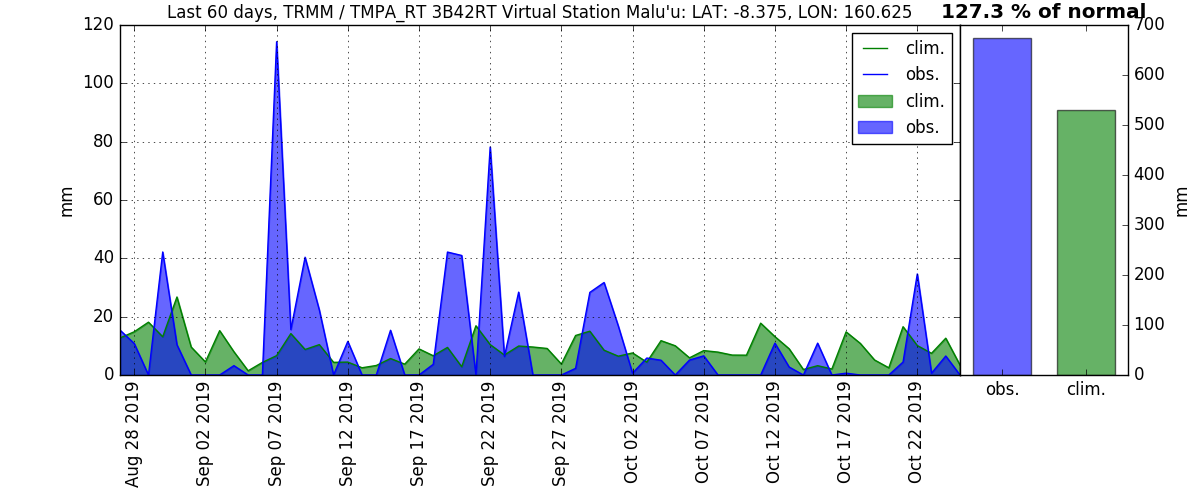 Last 60 days, TRMM / TMPA_RT 3B42RT Virtual Station Malu'u: LAT: -8.375, LON: 160.625
127.3 % of normal
mm
120
100
80
60
40
20
0
clim.
obs.
clim.
obs.
Aug 28 2019
Sep 02 2019
Sep 07 2019
Sep 12 2019
Sep 17 2019
Sep 22 2019
Sep 27 2019
Oct 02 2019
Oct 07 2019
Oct 12 2019
Oct 17 2019
Oct 22 2019
700
600
500
400
300
200
100
0
mm
obs.
clim.